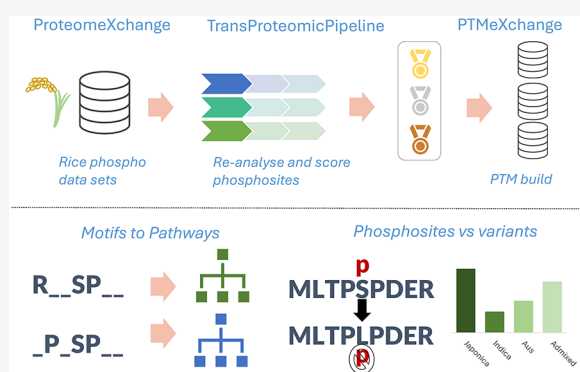 ProteomeXchange
TransProteomicPipeline
PTMeXchange
Rice phospho
data sets
Re-analyse and score
phosphosites
PTM build
Motifs to Pathways
Phosphosites vs variants
R__SP__
_P_SP__
p
MLTPSPDER
MLTPLPDER
p
Japonica
Indica
Aus
Admixed